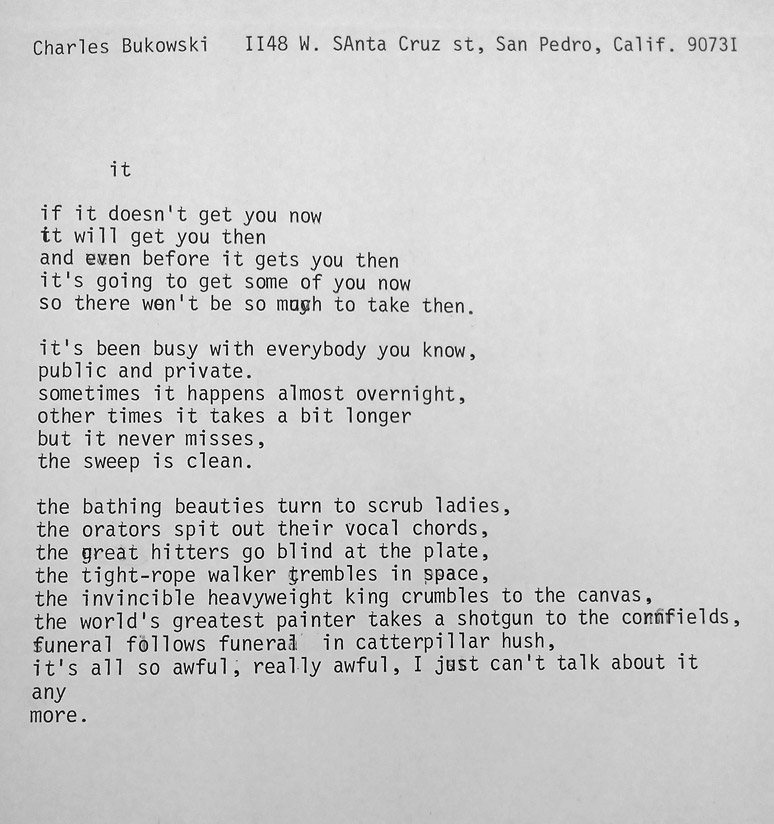 Charles Bukowski II48 W. SAnta Cruz st, San Pedro, Calif. 9073I
it
if it doesn't get you now
it will get you then
and even before it gets you then
it's going to get some of you now
so there won't be so much to take then.
it's been busy with everybody you know,
public and private.
sometimes it happens almost overnight,
other times it takes a bit longer
but it never misses,
the sweep is clean.
the bathing beauties turn to scrub ladies,
the orators spit out their vocal chords,
the great hitters go blind at the plate,
the tight-rope walker trembles in space,
the invincible heavyweight king crumbles to the canvas,
the world's greatest painter takes a shotgun to the cornfields,
funeral follows funeral in catterpillar hush,
it's all so awful, really awful, I just can't talk about it
any
more.